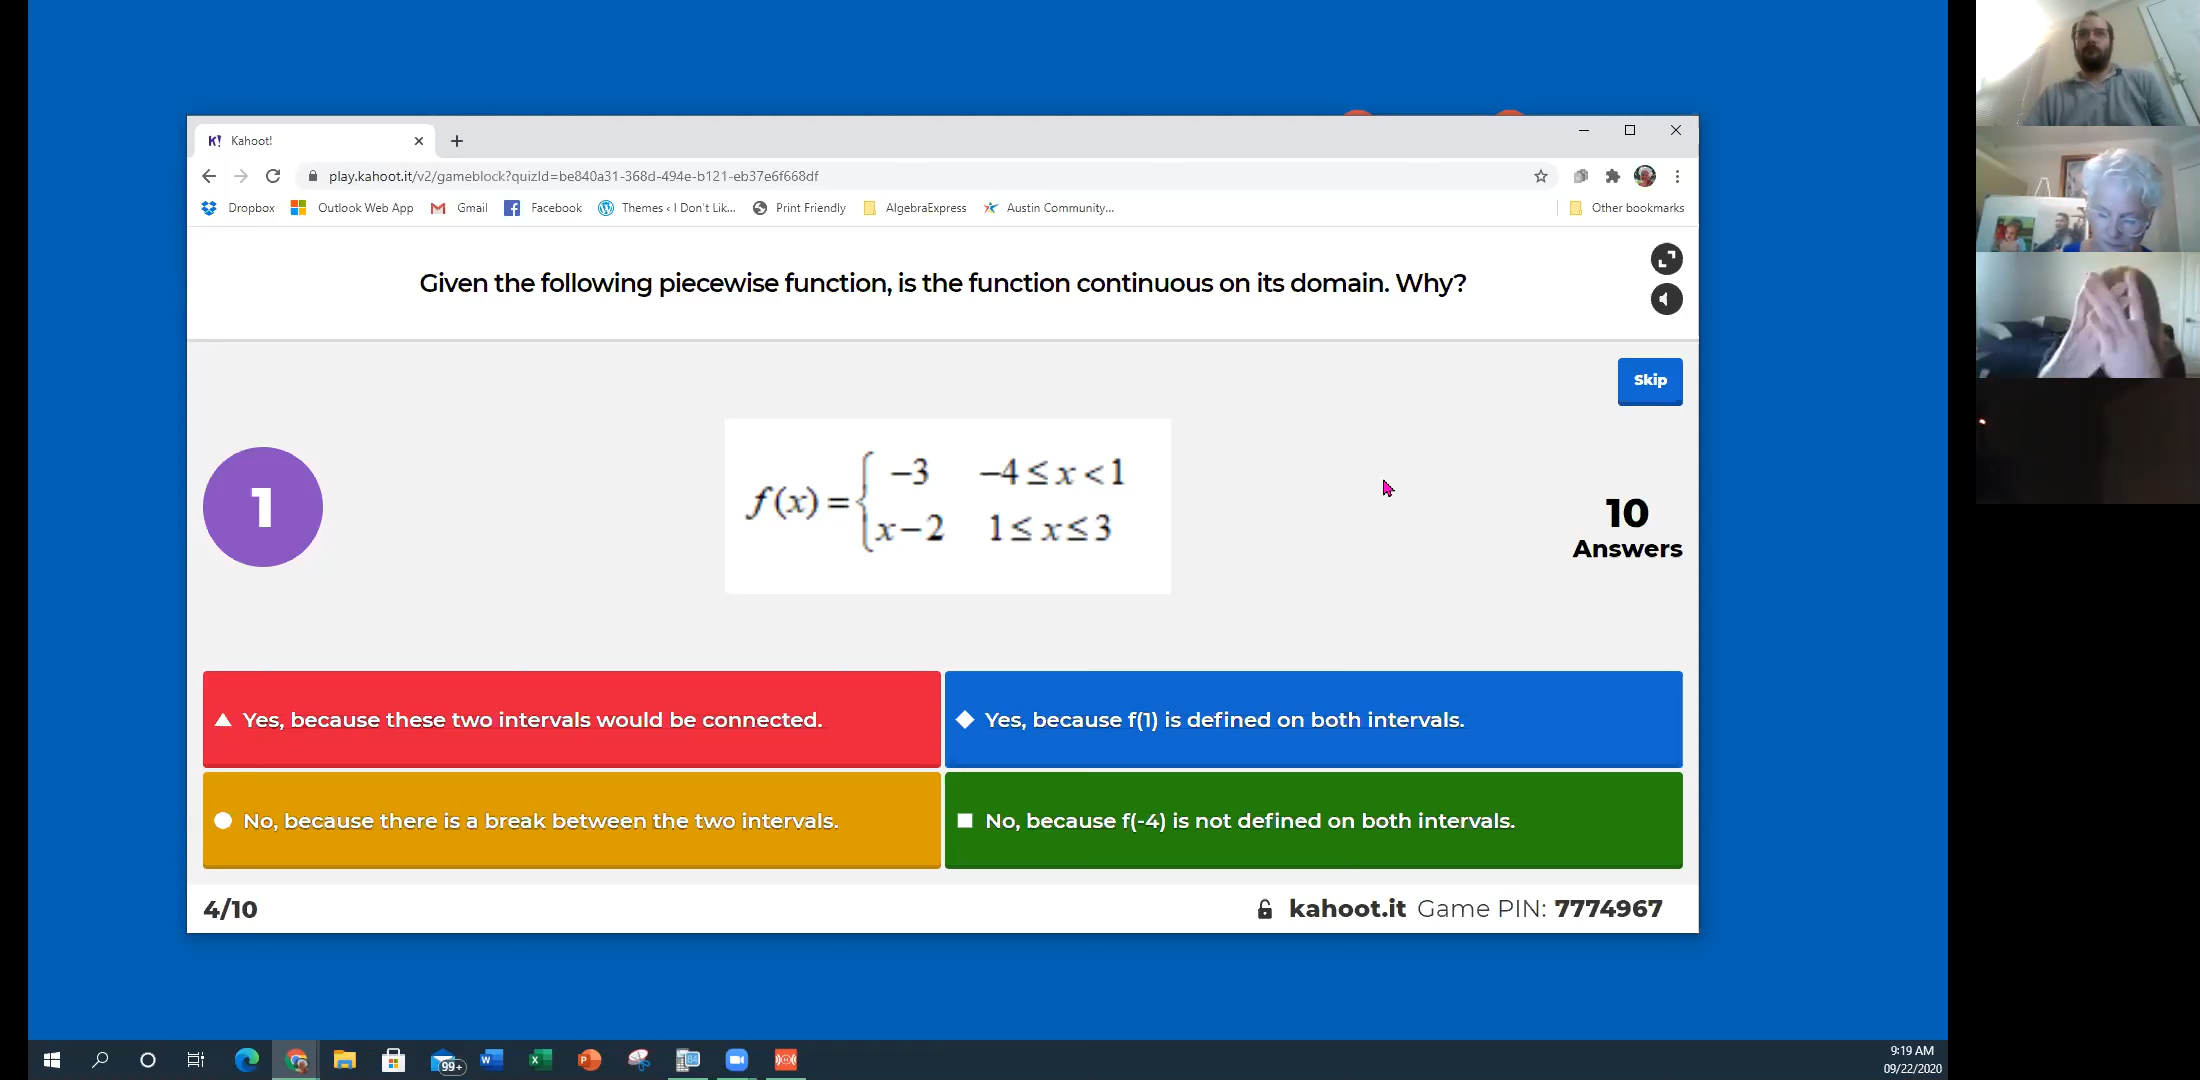 Kahoot!
play.kahoot.it/v2/gameblock?quizId=be840a31-368d-494e-b121-eb37e6f668df
Dropbox Outlook Web App Gmail Facebook Themes ‹ I Don't Lik... Print Friendly AlgebraExpress Austin Community... Other bookmarks
Given the following piecewise function, is the function continuous on its domain. Why?
Skip
1
f(x) = { −3 −4 ≤ x < 1
x − 2 1 ≤ x ≤ 3
10
Answers
Yes, because these two intervals would be connected.
Yes, because f(1) is defined on both intervals.
No, because there is a break between the two intervals.
No, because f(-4) is not defined on both intervals.
4/10
kahoot.it Game PIN: 7774967
99+
9:19 AM
09/22/2020